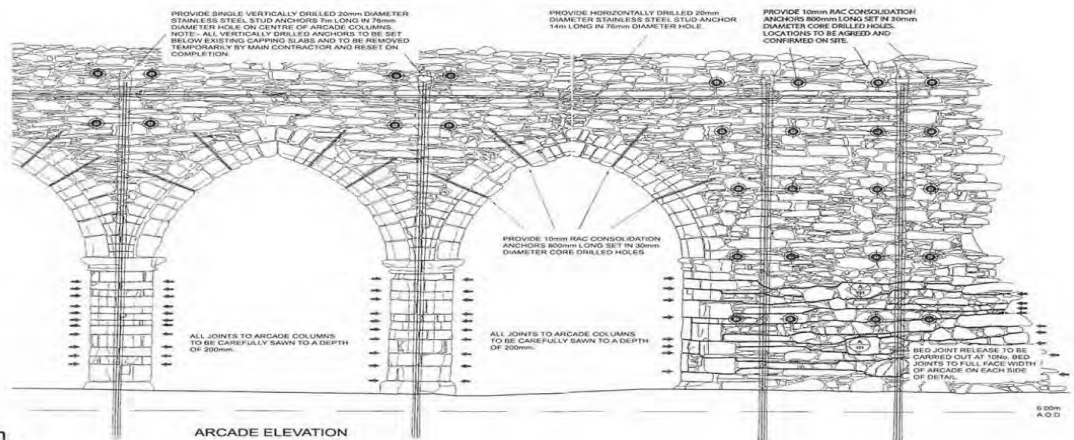 PROVIDE SINGLE VERTICALLY DRILLED 20mm DIAMETER
STAINLESS STEEL STUD ANCHORS 7m LONG IN 76mm
DIAMETER HOLE ON CENTRE OF ARCADE COLUMNS.
NOTE:- ALL VERTICALLY DRILLED ANCHORS TO BE SET
BELOW EXISTING CAPPING SLABS AND TO BE REMOVED
TEMPORARILY BY MAIN CONTRACTOR AND RESET ON
COMPLETION.
PROVIDE HORIZONTALLY DRILLED 20mm
DIAMETER STAINLESS STEEL STUD ANCHOR
14m LONG IN 76mm DIAMETER HOLE.
PROVIDE 10mm RAC CONSOLIDATION
ANCHORS 800mm LONG SET IN 30mm
DIAMETER CORE DRILLED HOLES.
LOCATIONS TO BE AGREED AND
CONFIRMED ON SITE.
PROVIDE 10mm RAC CONSOLIDATION
ANCHORS 800mm LONG SET IN 30mm
DIAMETER CORE DRILLED HOLES
ALL JOINTS TO ARCADE COLUMNS
TO BE CAREFULLY SAWN TO A DEPTH
OF 200mm.
ALL JOINTS TO ARCADE COLUMNS
TO BE CAREFULLY SAWN TO A DEPTH
OF 200mm.
BED JOINT RELEASE TO BE
CARRIED OUT AT 10No. BED
JOINTS TO FULL FACE WIDTH
OF ARCADE ON EACH SIDE
OF DETAIL.
6.00m
A.O.D
ARCADE ELEVATION